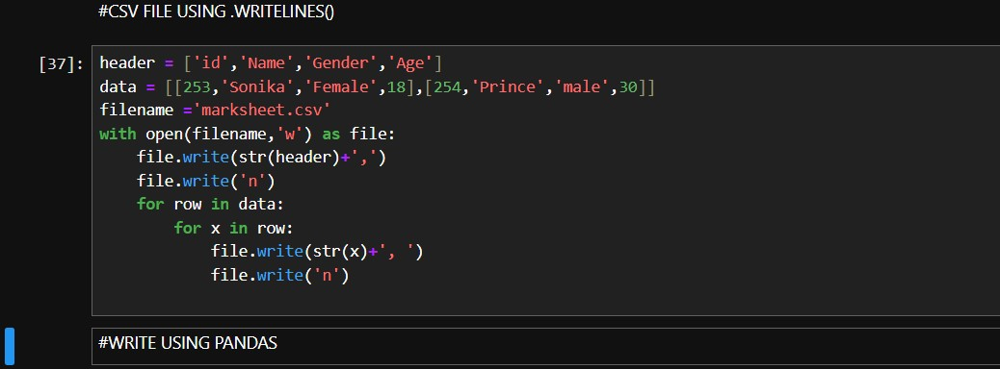 #CSV FILE USING .WRITELINES()
[37]:
header = ['id','Name','Gender','Age']
data = [[253,'Sonika','Female',18],[254,'Prince','male',30]]
filename ='marksheet.csv'
with open(filename,'w') as file:
    file.write(str(header)+',')
    file.write('n')
    for row in data:
        for x in row:
            file.write(str(x)+', ')
            file.write('n')
#WRITE USING PANDAS